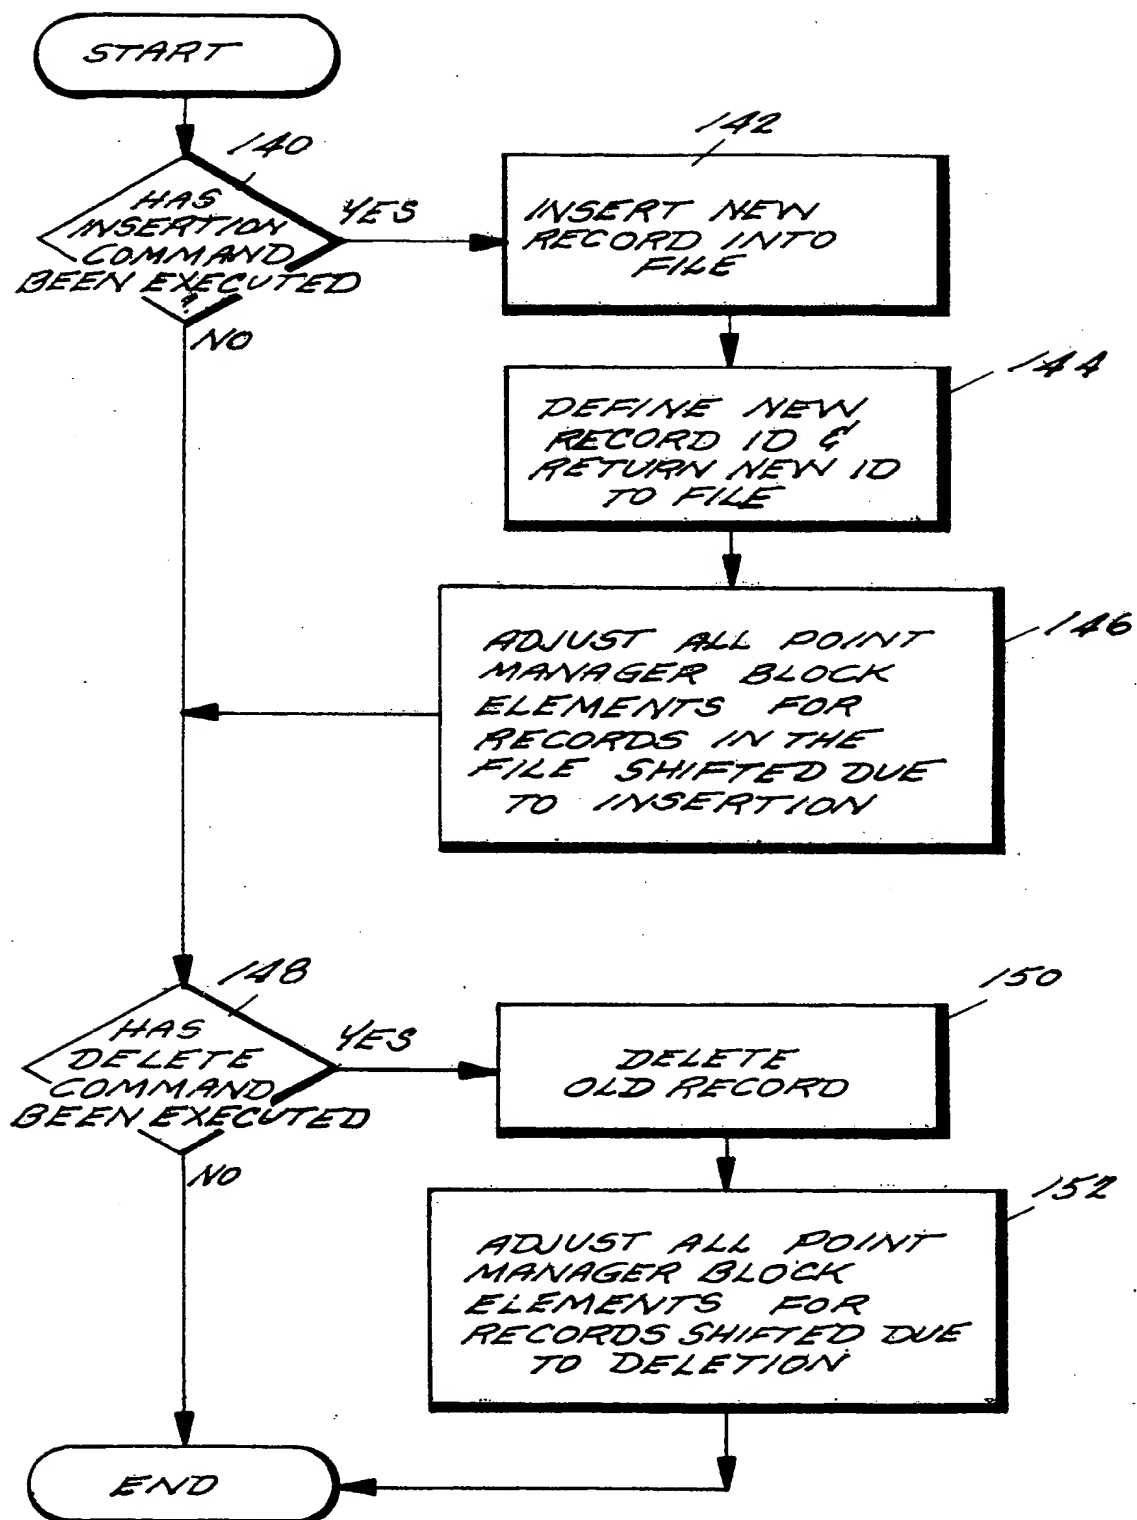 START
140
HAS
INSERTION
COMMAND
BEEN EXECUTED
?
YES
NO
142
INSERT NEW
RECORD INTO
FILE
144
DEFINE NEW
RECORD ID &
RETURN NEW ID
TO FILE
146
ADJUST ALL POINT
MANAGER BLOCK
ELEMENTS FOR
RECORDS IN THE
FILE SHIFTED DUE
TO INSERTION
148
HAS
DELETE
COMMAND
BEEN EXECUTED
YES
NO
150
DELETE
OLD RECORD
152
ADJUST ALL POINT
MANAGER BLOCK
ELEMENTS FOR
RECORDS SHIFTED DUE
TO DELETION
END